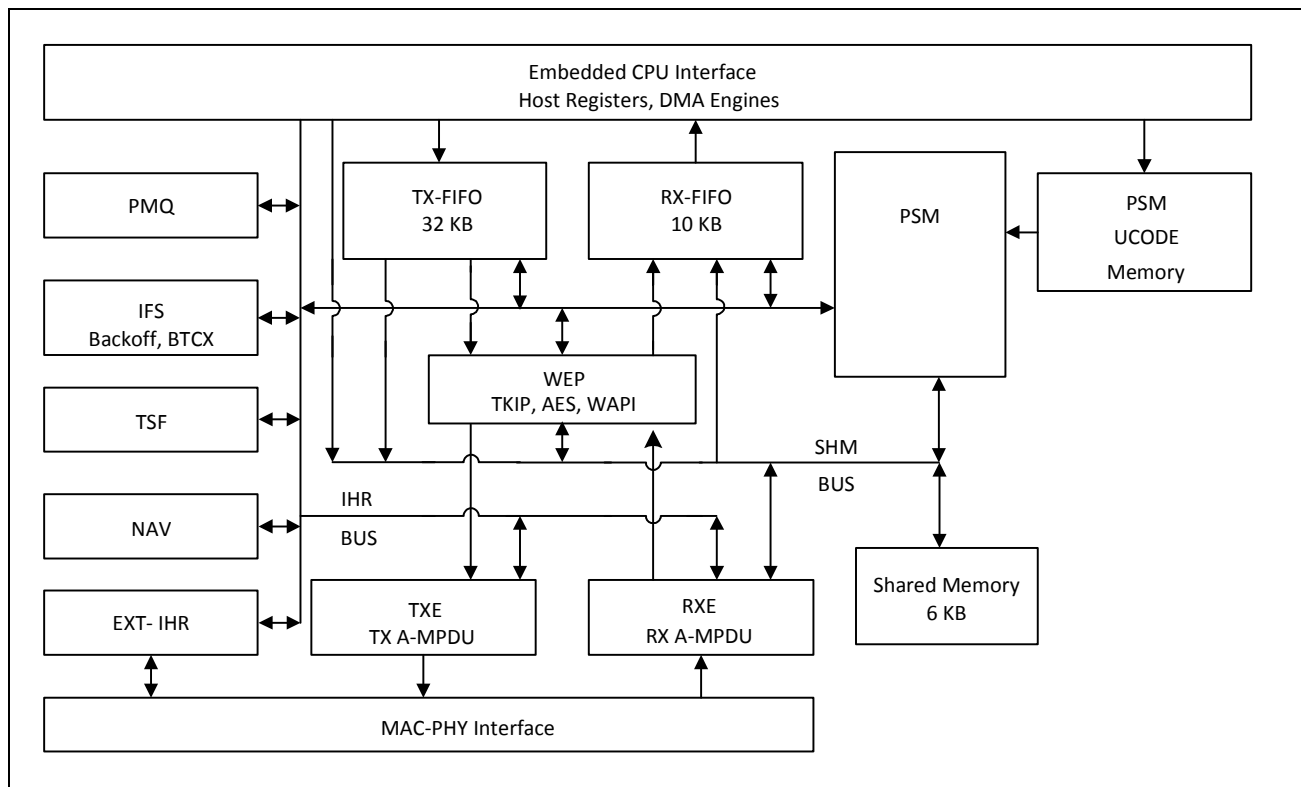 Embedded CPU Interface
Host Registers, DMA Engines
PMQ
TX-FIFO
32 KB
RX-FIFO
10 KB
PSM
PSM
UCODE
Memory
IFS
Backoff, BTCX
WEP
TKIP, AES, WAPI
TSF
SHM
BUS
IHR
BUS
NAV
Shared Memory
6 KB
EXT- IHR
TXE
TX A-MPDU
RXE
RX A-MPDU
MAC-PHY Interface